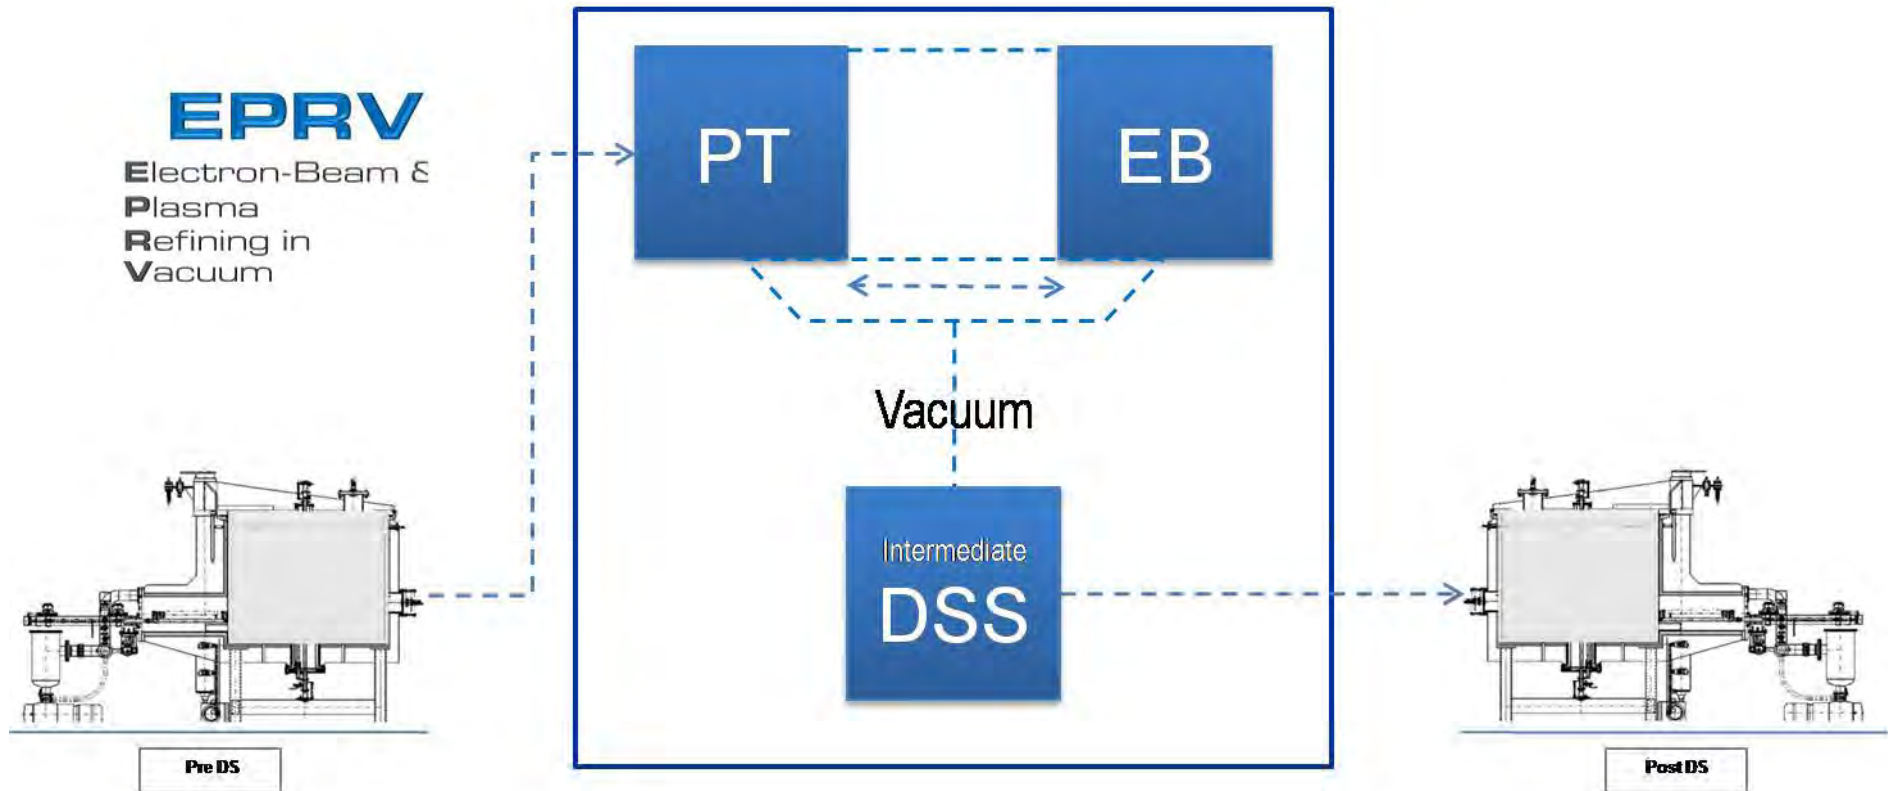 EPRV
Electron-Beam &
Plasma
Refining in
Vacuum
PT
EB
Vacuum
Intermediate
DSS
Pre DS
Post DS